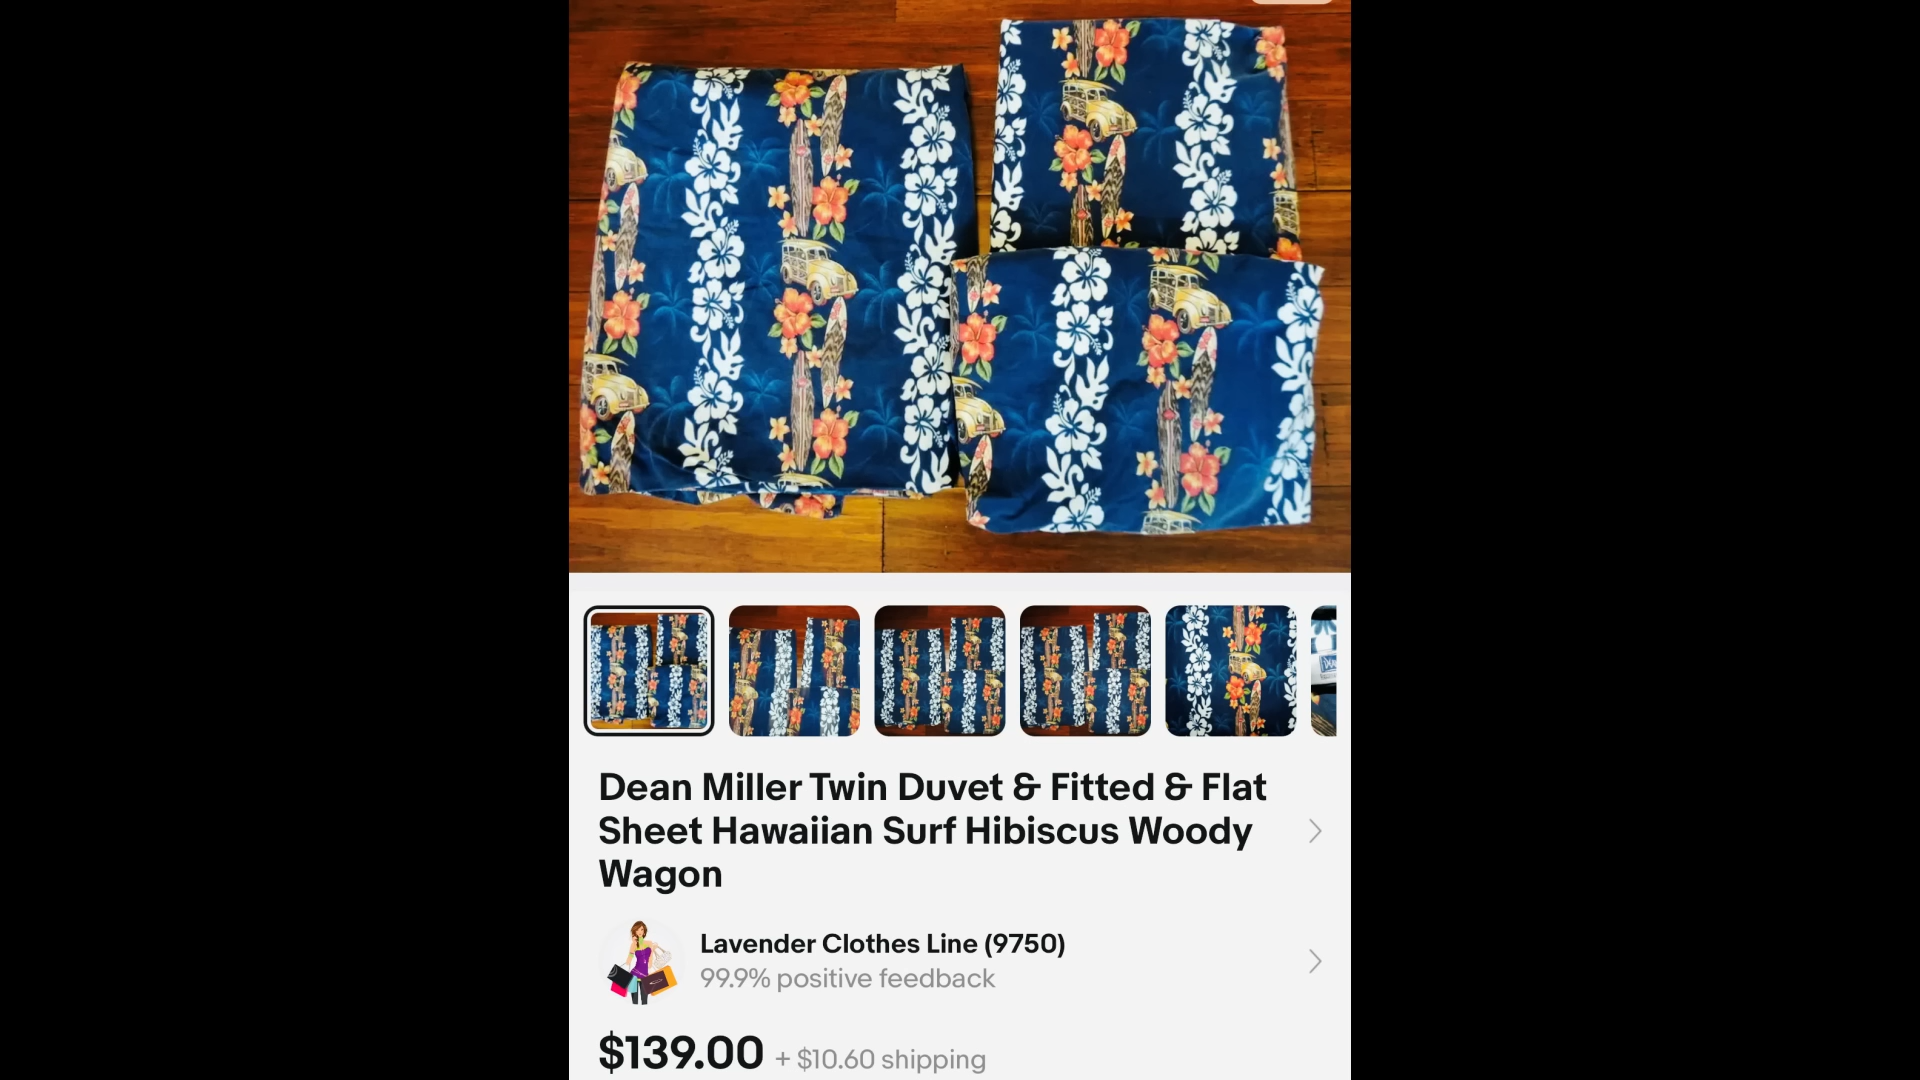 Dean Miller Twin Duvet & Fitted & Flat
Sheet Hawaiian Surf Hibiscus Woody
Wagon
Lavender Clothes Line (9750)
99.9% positive feedback
$139.00 + $10.60 shipping